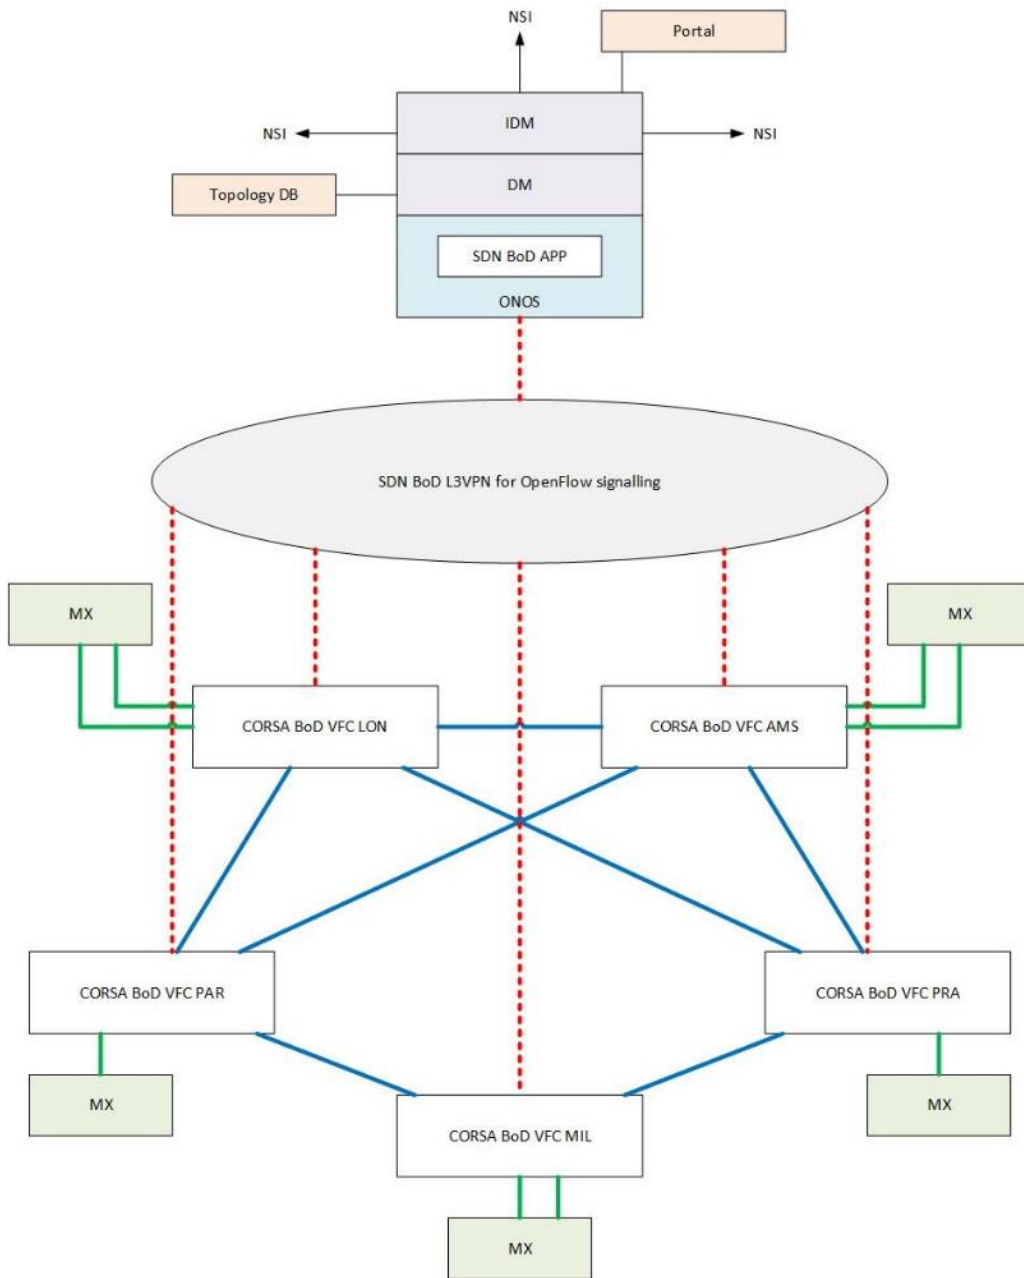 NSI
Portal
IDM
NSI
NSI
DM
Topology DB
SDN BoD APP
ONOS
SDN BoD L3VPN for OpenFlow signalling
MX
MX
CORSA BoD VFC LON
CORSA BoD VFC AMS
CORSA BoD VFC PAR
CORSA BoD VFC PRA
MX
MX
CORSA BoD VFC MIL
MX